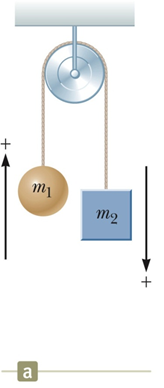 +
+
m₁
m₂
a